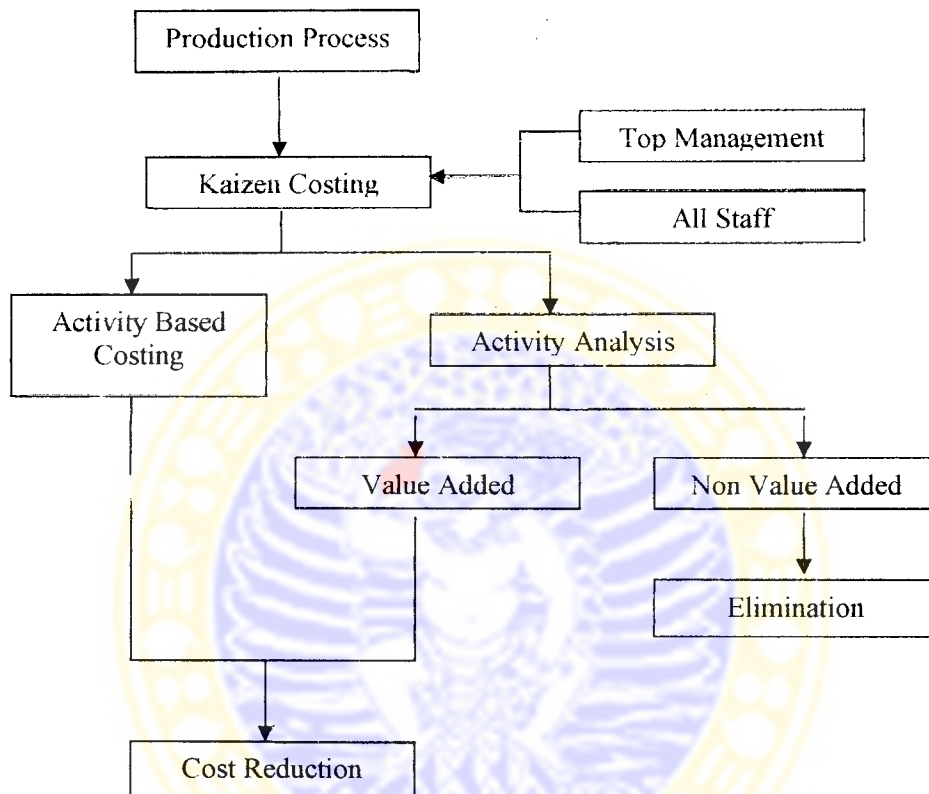 Production Process
Top Management
Kaizen Costing
All Staff
Activity Based
Costing
Activity Analysis
Value Added
Non Value Added
Elimination
Cost Reduction